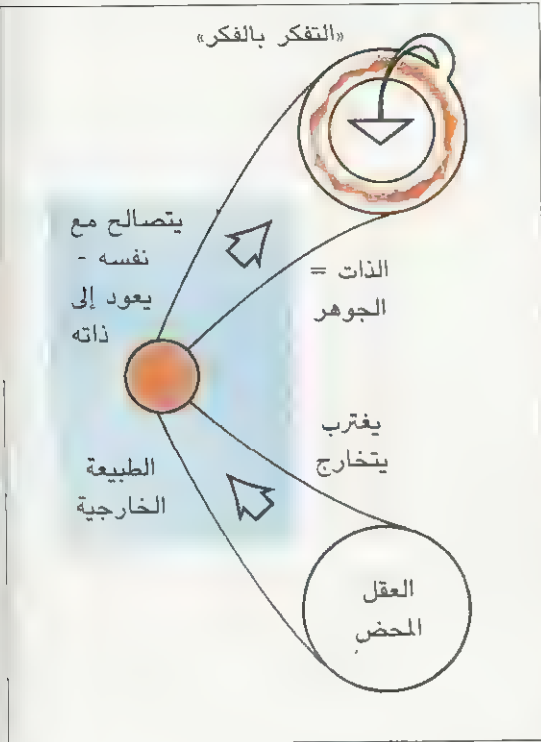 «التفكر بالفكر»
يتصالح مع
نفسه -
يعود إلى
ذاته
الذات =
الجوهر
يغترب
يتخارج
الطبيعة
الخارجية
العقل
المحض